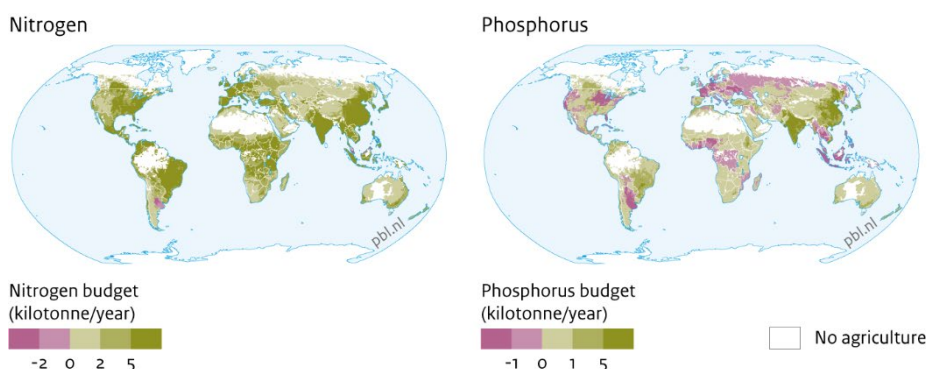 Nitrogen
Phosphorus
pbl.nl
pbl.nl
Nitrogen budget
(kilotonne/year)
-2 0 2 5
Phosphorus budget
(kilotonne/year)
-1 0 1 5
No agriculture